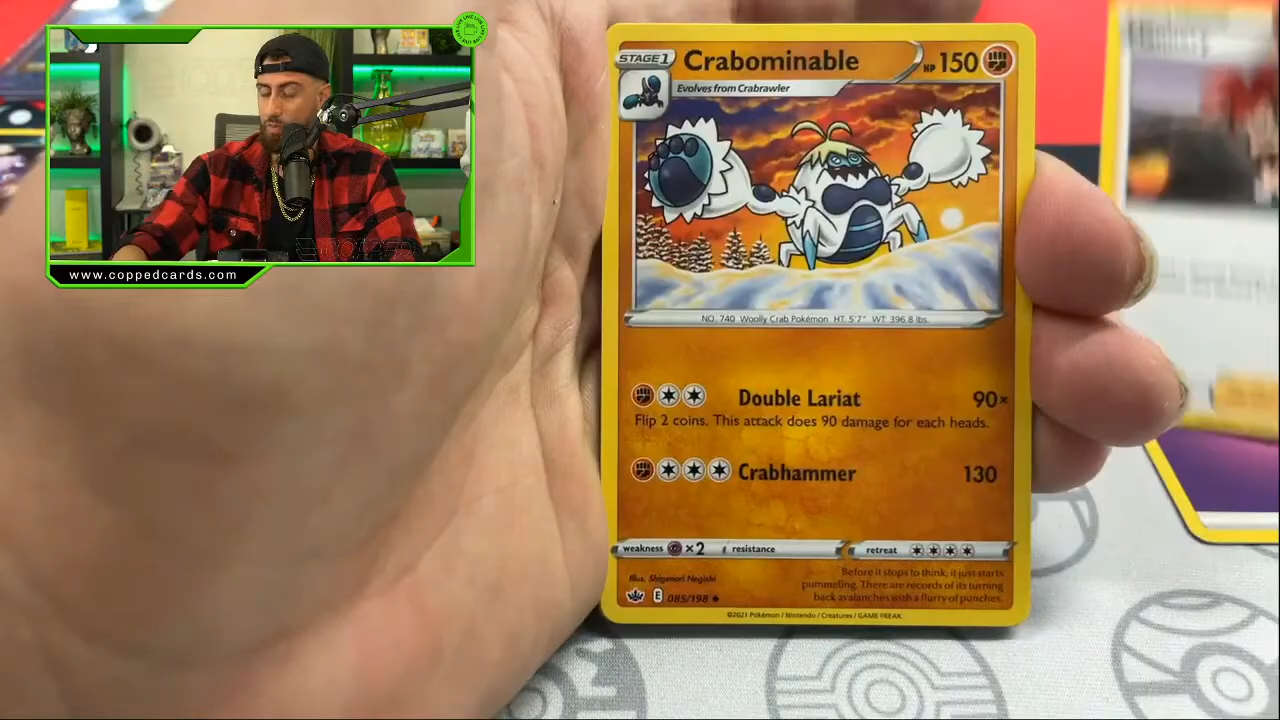 www.coppedcards.com
STAGE 1
Crabominable
HP 150
Evolves from Crabrawler
NO. 740 Woolly Crab Pokémon HT: 5'7" WT: 396.8 lbs.
Double Lariat 90×
Flip 2 coins. This attack does 90 damage for each heads.
Crabhammer 130
weakness ×2 resistance retreat
Illus. Shigenori Negishi
Before it stops to think, it just starts
pummeling. There are records of its turning
back avalanches with a flurry of punches.
E 085/198
©2021 Pokémon / Nintendo / Creatures / GAME FREAK